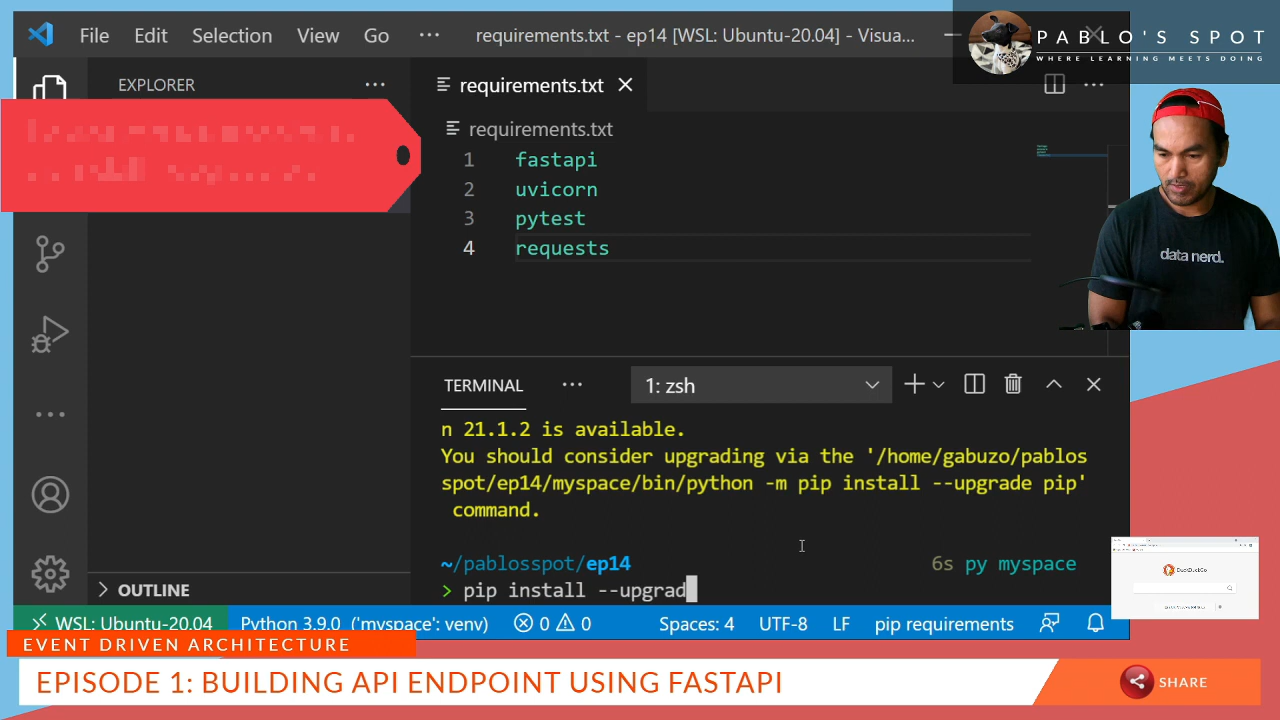 File Edit Selection View Go ··· requirements.txt - ep14 [WSL: Ubuntu-20.04] - Visua...
PABLO'S SPOT
WHERE LEARNING MEETS DOING
EXPLORER ···
requirements.txt
requirements.txt
1 fastapi
2 uvicorn
3 pytest
4 requests
data nerd.
TERMINAL ··· 1: zsh
n 21.1.2 is available.
You should consider upgrading via the '/home/gabuzo/pablos
spot/ep14/myspace/bin/python -m pip install --upgrade pip'
command.
~/pablosspot/ep14 6s py myspace
> pip install --upgrad
OUTLINE
DuckDuckGo
WSL: Ubuntu-20.04 Python 3.9.0 ('myspace': venv) 0 0 Spaces: 4 UTF-8 LF pip requirements
EVENT DRIVEN ARCHITECTURE
EPISODE 1: BUILDING API ENDPOINT USING FASTAPI
SHARE